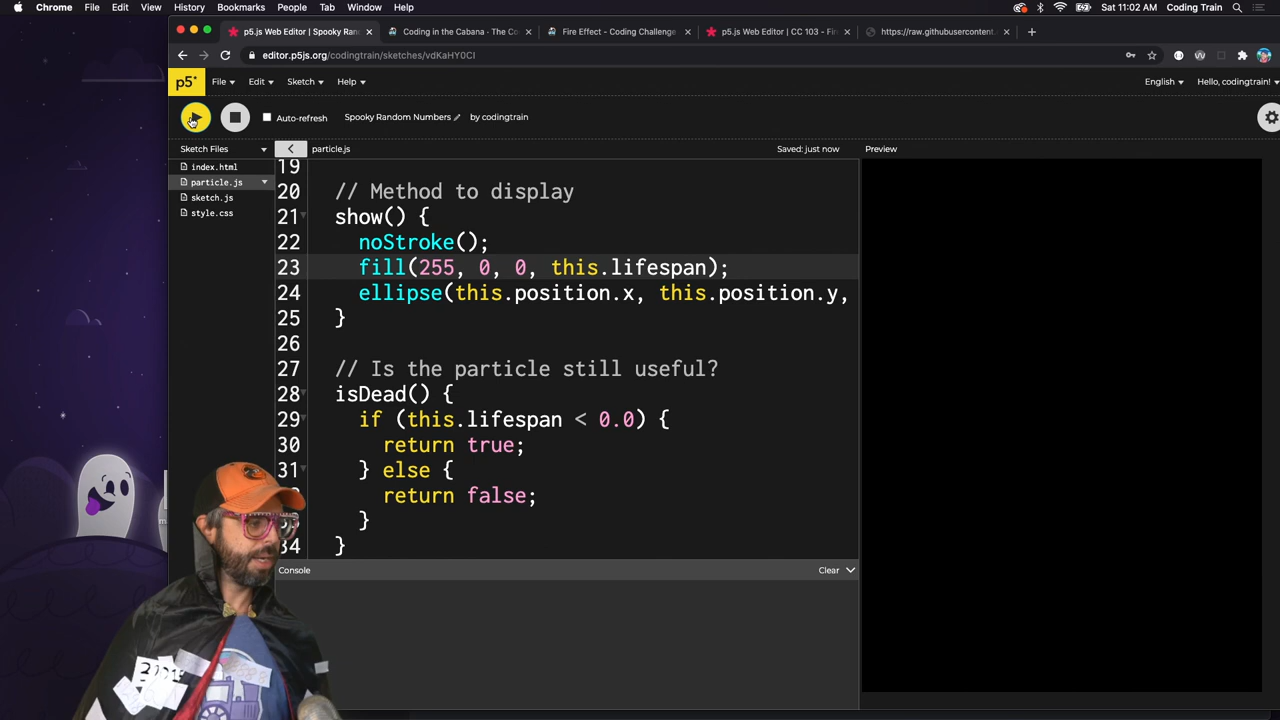 Chrome File Edit View History Bookmarks People Tab Window Help Sat 11:02 AM Coding Train
p5.js Web Editor | Spooky Ran × Coding in the Cabana - The Co × Fire Effect - Coding Challenge × p5.js Web Editor | CC 103 - Fi × https://raw.githubusercontent. × +
editor.p5js.org/codingtrain/sketches/vdKaHY0CI
p5* File Edit Sketch Help English Hello, codingtrain!
Auto-refresh Spooky Random Numbers by codingtrain
Sketch Files
index.html
particle.js
sketch.js
style.css
particle.js Saved: just now Preview
19
20 // Method to display
21 show() {
22 noStroke();
23 fill(255, 0, 0, this.lifespan);
24 ellipse(this.position.x, this.position.y,
25 }
26
27 // Is the particle still useful?
28 isDead() {
29 if (this.lifespan < 0.0) {
30 return true;
31 } else {
return false;
}
34 }
Console Clear